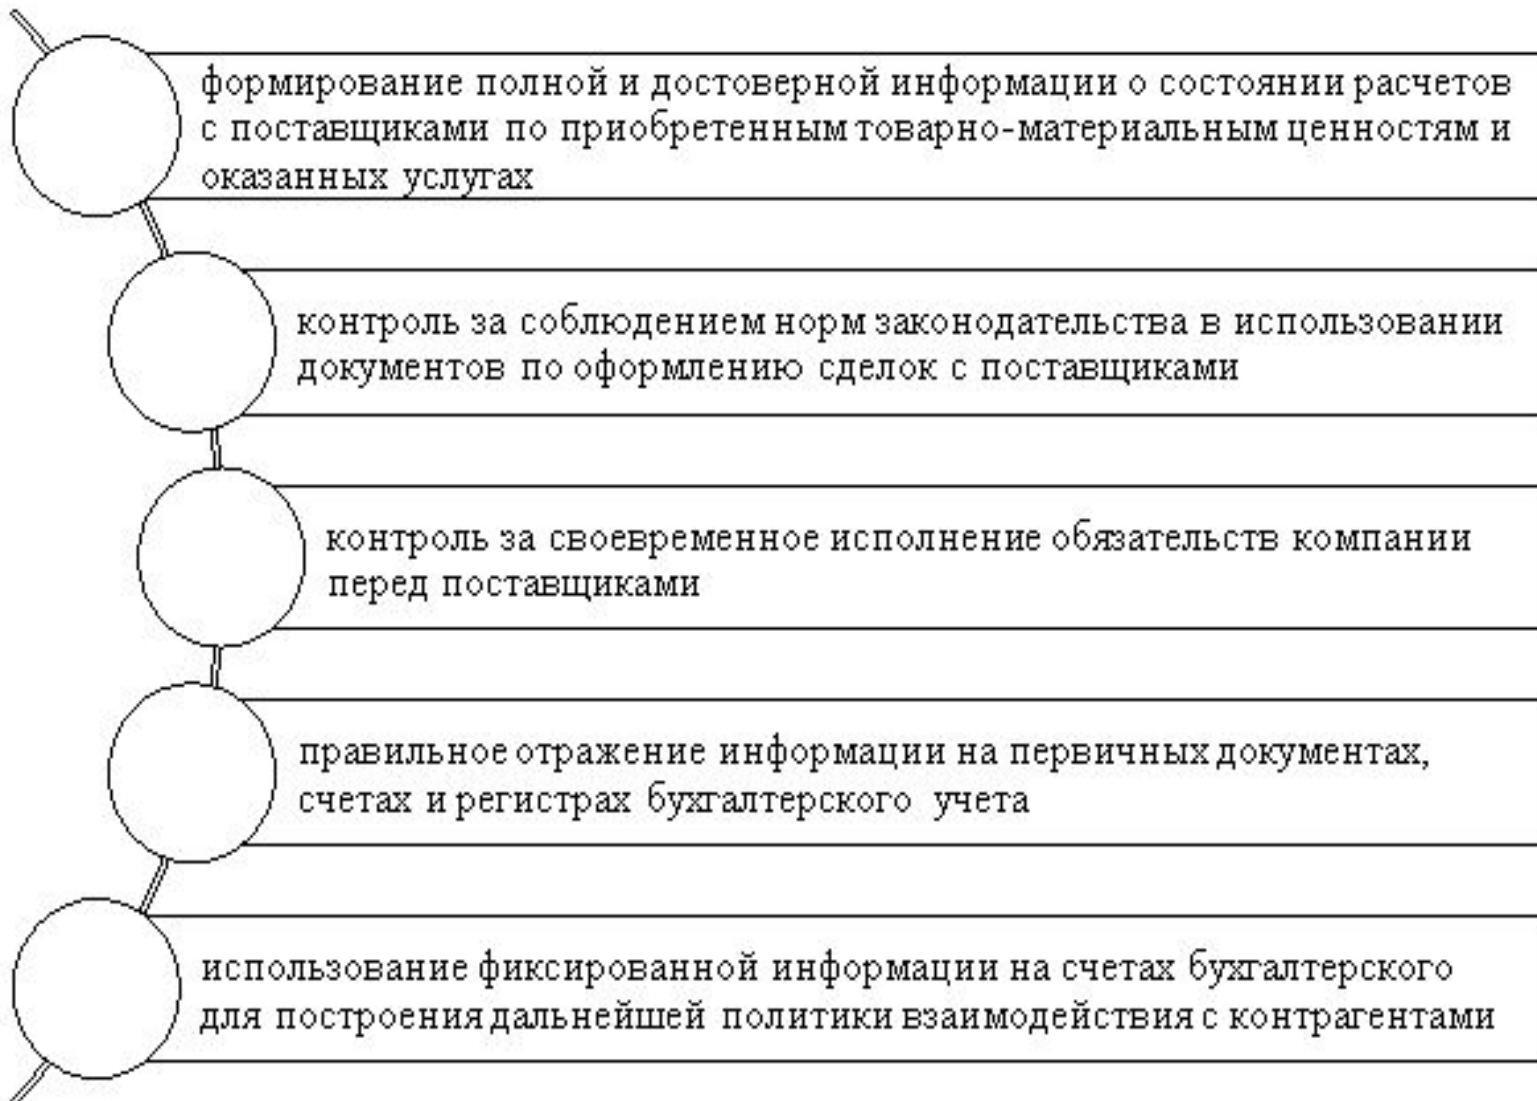 формирование полной и достоверной информации о состоянии расчетов
с поставщиками по приобретенным товарно-материальным ценностям и
оказанных услугах
контроль за соблюдением норм законодательства в использовании
документов по оформлению сделок с поставщиками
контроль за своевременное исполнение обязательств компании
перед поставщиками
правильное отражение информации на первичных документах,
счетах и регистрах бухгалтерского учета
использование фиксированной информации на счетах бухгалтерского
для построения дальнейшей политики взаимодействия с контрагентами